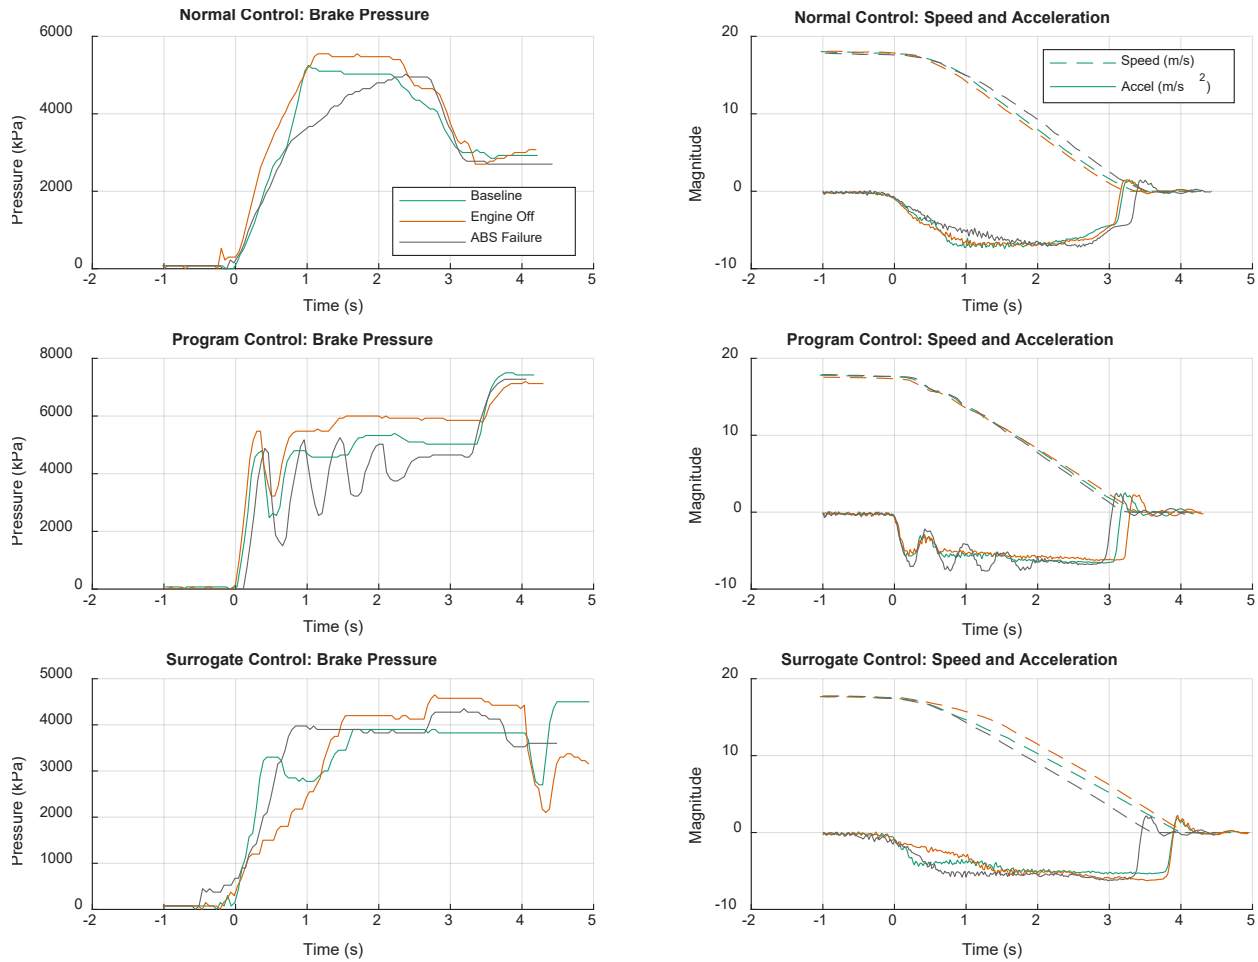 Normal Control: Brake Pressure
6000
4000
2000
0
Pressure (kPa)
Baseline
Engine Off
ABS Failure
-2 -1 0 1 2 3 4 5
Time (s)
Normal Control: Speed and Acceleration
20
10
0
-10
Magnitude
Speed (m/s)
Accel (m/s 2)
-2 -1 0 1 2 3 4 5
Time (s)
Program Control: Brake Pressure
8000
6000
4000
2000
0
Pressure (kPa)
-2 -1 0 1 2 3 4 5
Time (s)
Program Control: Speed and Acceleration
20
10
0
-10
Magnitude
-2 -1 0 1 2 3 4 5
Time (s)
Surrogate Control: Brake Pressure
5000
4000
3000
2000
1000
0
Pressure (kPa)
-2 -1 0 1 2 3 4 5
Time (s)
Surrogate Control: Speed and Acceleration
20
10
0
-10
Magnitude
-2 -1 0 1 2 3 4 5
Time (s)